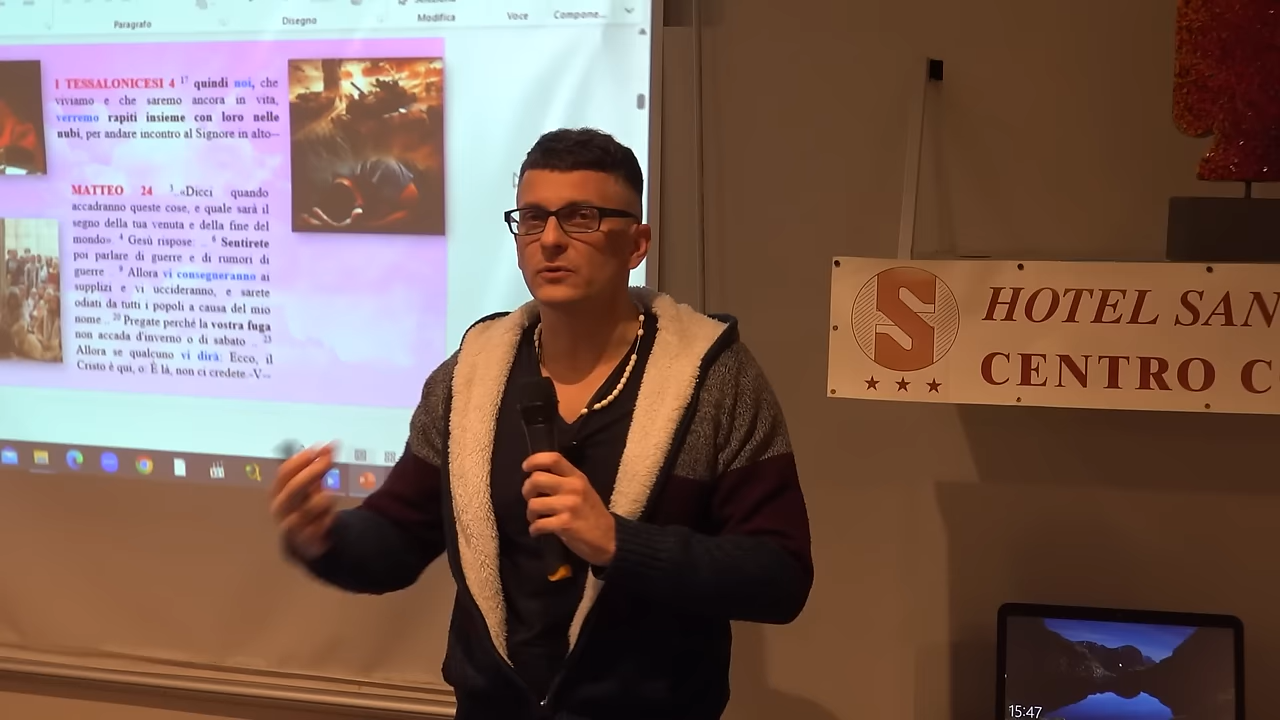 Paragrafo
Disegno
Modifica
Voce
Compone...
I TESSALONICESI 4 17 quindi noi, che
viviamo e che saremo ancora in vita,
verremo rapiti insieme con loro nelle
nubi, per andare incontro al Signore in alto--
MATTEO 24 3 ..«Dicci quando
accadranno queste cose, e quale sarà il
segno della tua venuta e della fine del
mondo». 4 Gesù rispose: .. 6 Sentirete
poi parlare di guerre e di rumori di
guerre .. 9 Allora vi consegneranno ai
supplizi e vi uccideranno, e sarete
odiati da tutti i popoli a causa del mio
nome .. 20 Pregate perché la vostra fuga
non accada d'inverno o di sabato .. 23
Allora se qualcuno vi dirà: Ecco, il
Cristo è qui, o: È là, non ci credete.-V--
S
HOTEL SAN
CENTRO C
15:47